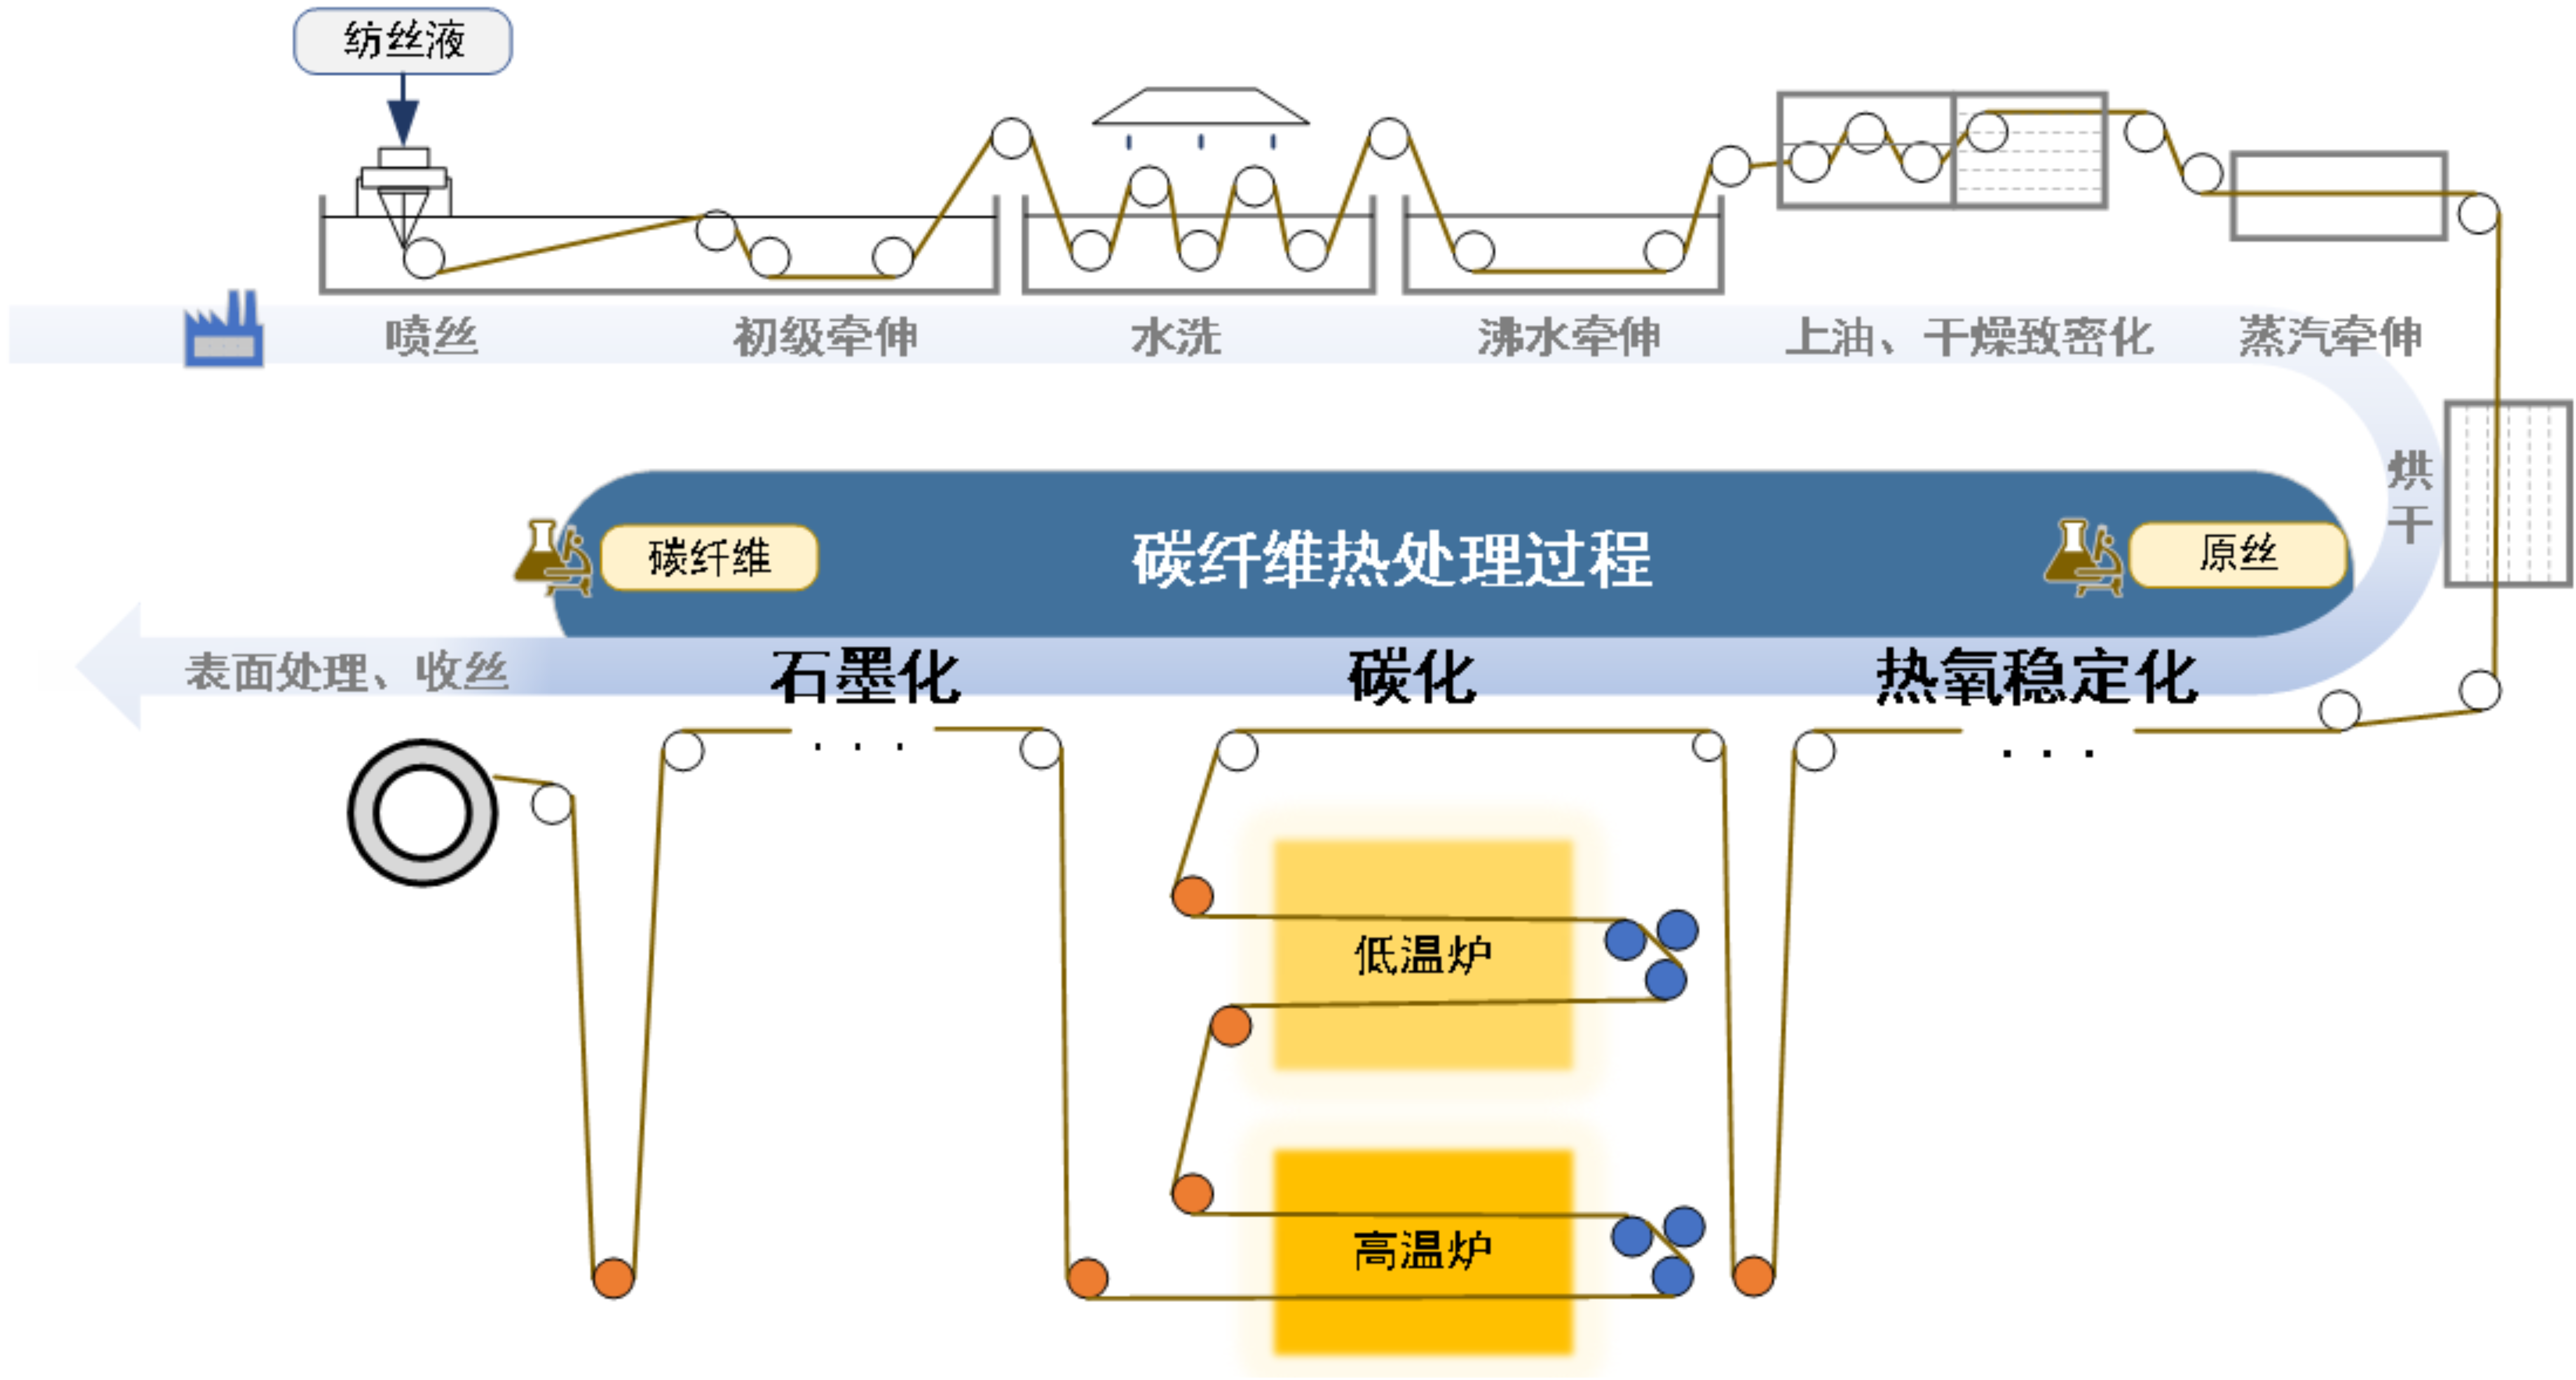 纺丝液
喷丝
初级牵伸
水洗
沸水牵伸
上油、干燥致密化
蒸汽牵伸
烘干
碳纤维
碳纤维热处理过程
原丝
表面处理、收丝
石墨化
碳化
热氧稳定化
. . .
. . .
低温炉
高温炉